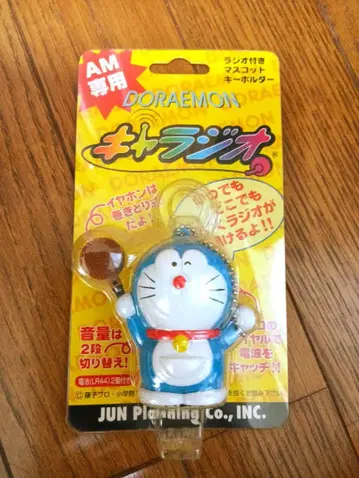 AM
専用
ラジオ付き
マスコット
キーホルダー
DORAEMON
キャラジオ
イヤホンは
巻きとり式
だよ!
つでも
こでも
ラジオが
けるよ!!
音量は
2段
切り替え!
電池(LR44)2個付き
イヤルで
電波を
キャッチ!!
JUN Planning Co., INC.